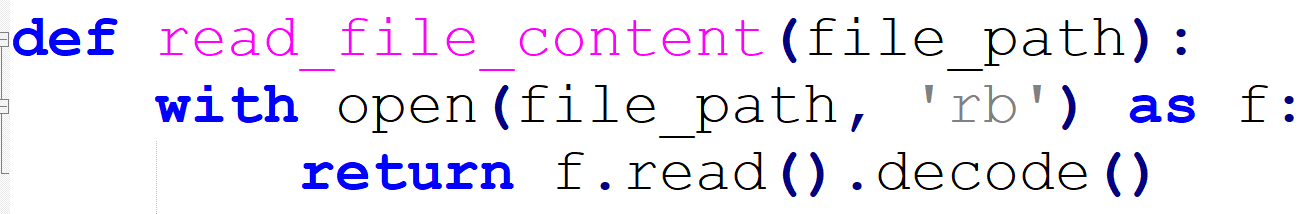 def read_file_content(file_path):
    with open(file_path, 'rb') as f:
        return f.read().decode()